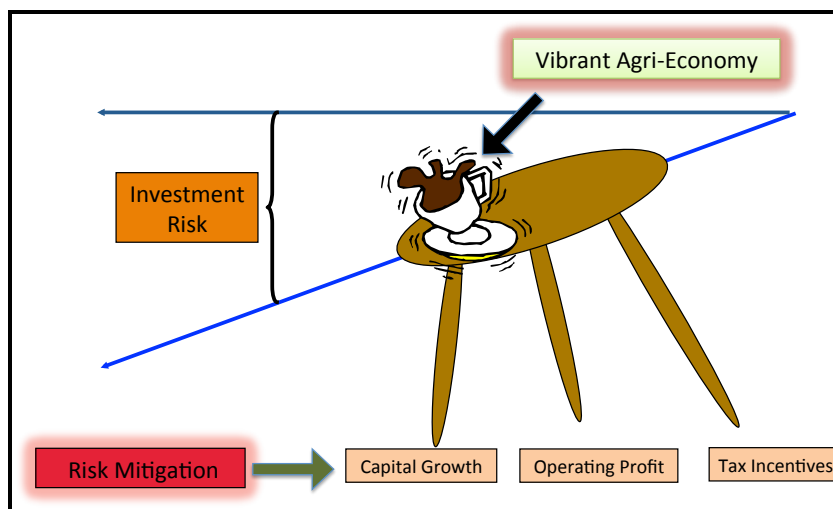 Vibrant Agri-Economy
Investment
Risk
Risk Mitigation
Capital Growth
Operating Profit
Tax Incentives